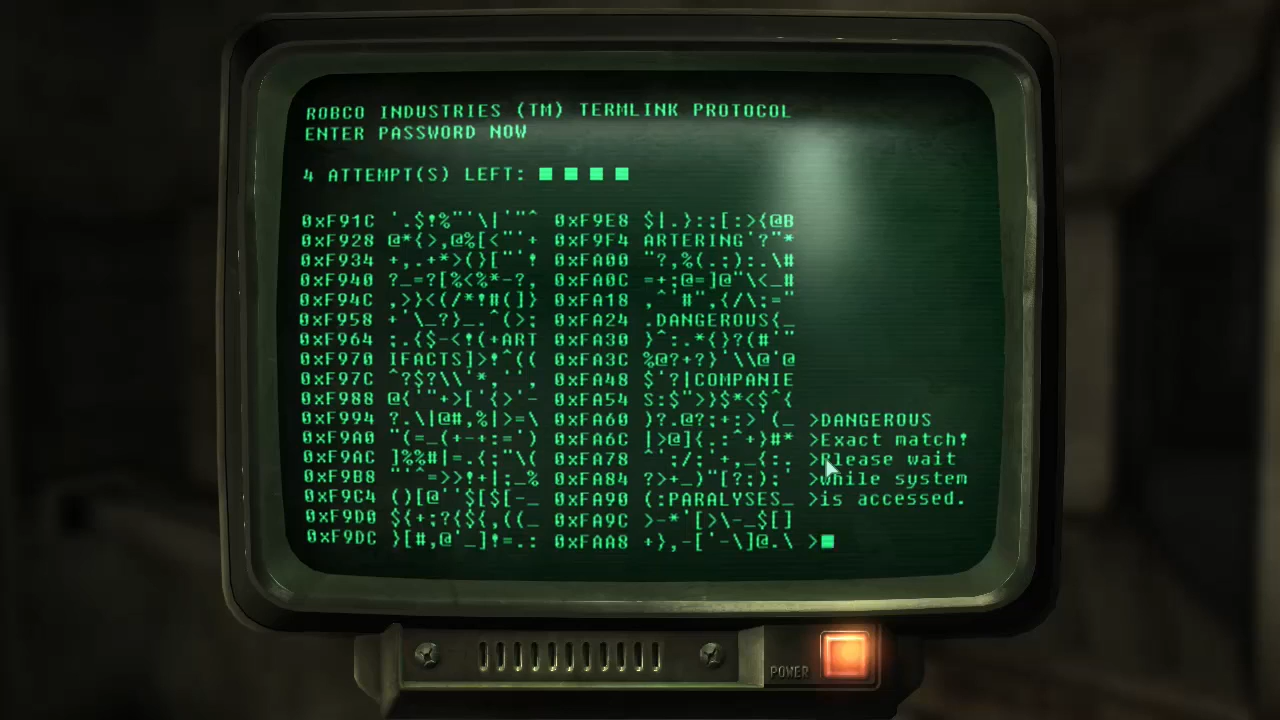 ROBCO INDUSTRIES (TM) TERMLINK PROTOCOL
ENTER PASSWORD NOW
4 ATTEMPT(S) LEFT: ■ ■ ■ ■
0xF91C '.$!%"'\|'"^ 0xF9E8 $|.}:;[:>{@B
0xF928 @*{>,@%[<"'+ 0xF9F4 ARTERING'?"*
0xF934 +,.+*>(}["'! 0xFA00 "?,%(.;):.\#
0xF940 ?_=?[%<%*-?, 0xFA0C =+;@=]@"\<_#
0xF94C ,>}<(/*!#(]} 0xFA18 ,^'#",{/\;="
0xF958 +'\_?}_.^(>; 0xFA24 .DANGEROUS{_
0xF964 ;.{$-<!(+ART 0xFA30 }^:.*{}?(#'"
0xF970 IFACTS]>!^(( 0xFA3C %@?+?}'\\@'@
0xF97C ^?$?\\'*,'', 0xFA48 $'?|COMPANIE
0xF988 @{'"+>['{>'- 0xFA54 S:$">}$*<$^{
0xF994 ?.\|@#,%|>=\ 0xFA60 )?.@?;+;>'(_ >DANGEROUS
0xF9A0 "(=_(+-+:=') 0xFA6C |>@]{.:^+}#* >Exact match!
0xF9AC ]%%#|=.{;"\( 0xFA78 ^';/;'+,_{:; >Please wait
0xF9B8 "'^=>>!+|;_% 0xFA84 ?>+_)"[?;);' >while system
0xF9C4 ()[@''$[$[-_ 0xFA90 (:PARALYSES_ >is accessed.
0xF9D0 ${+;?{${,((_ 0xFA9C >-*'[>\-_$[]
0xF9DC }[#,@'_]!=.: 0xFAA8 +},-['-\]@.\ >■
POWER